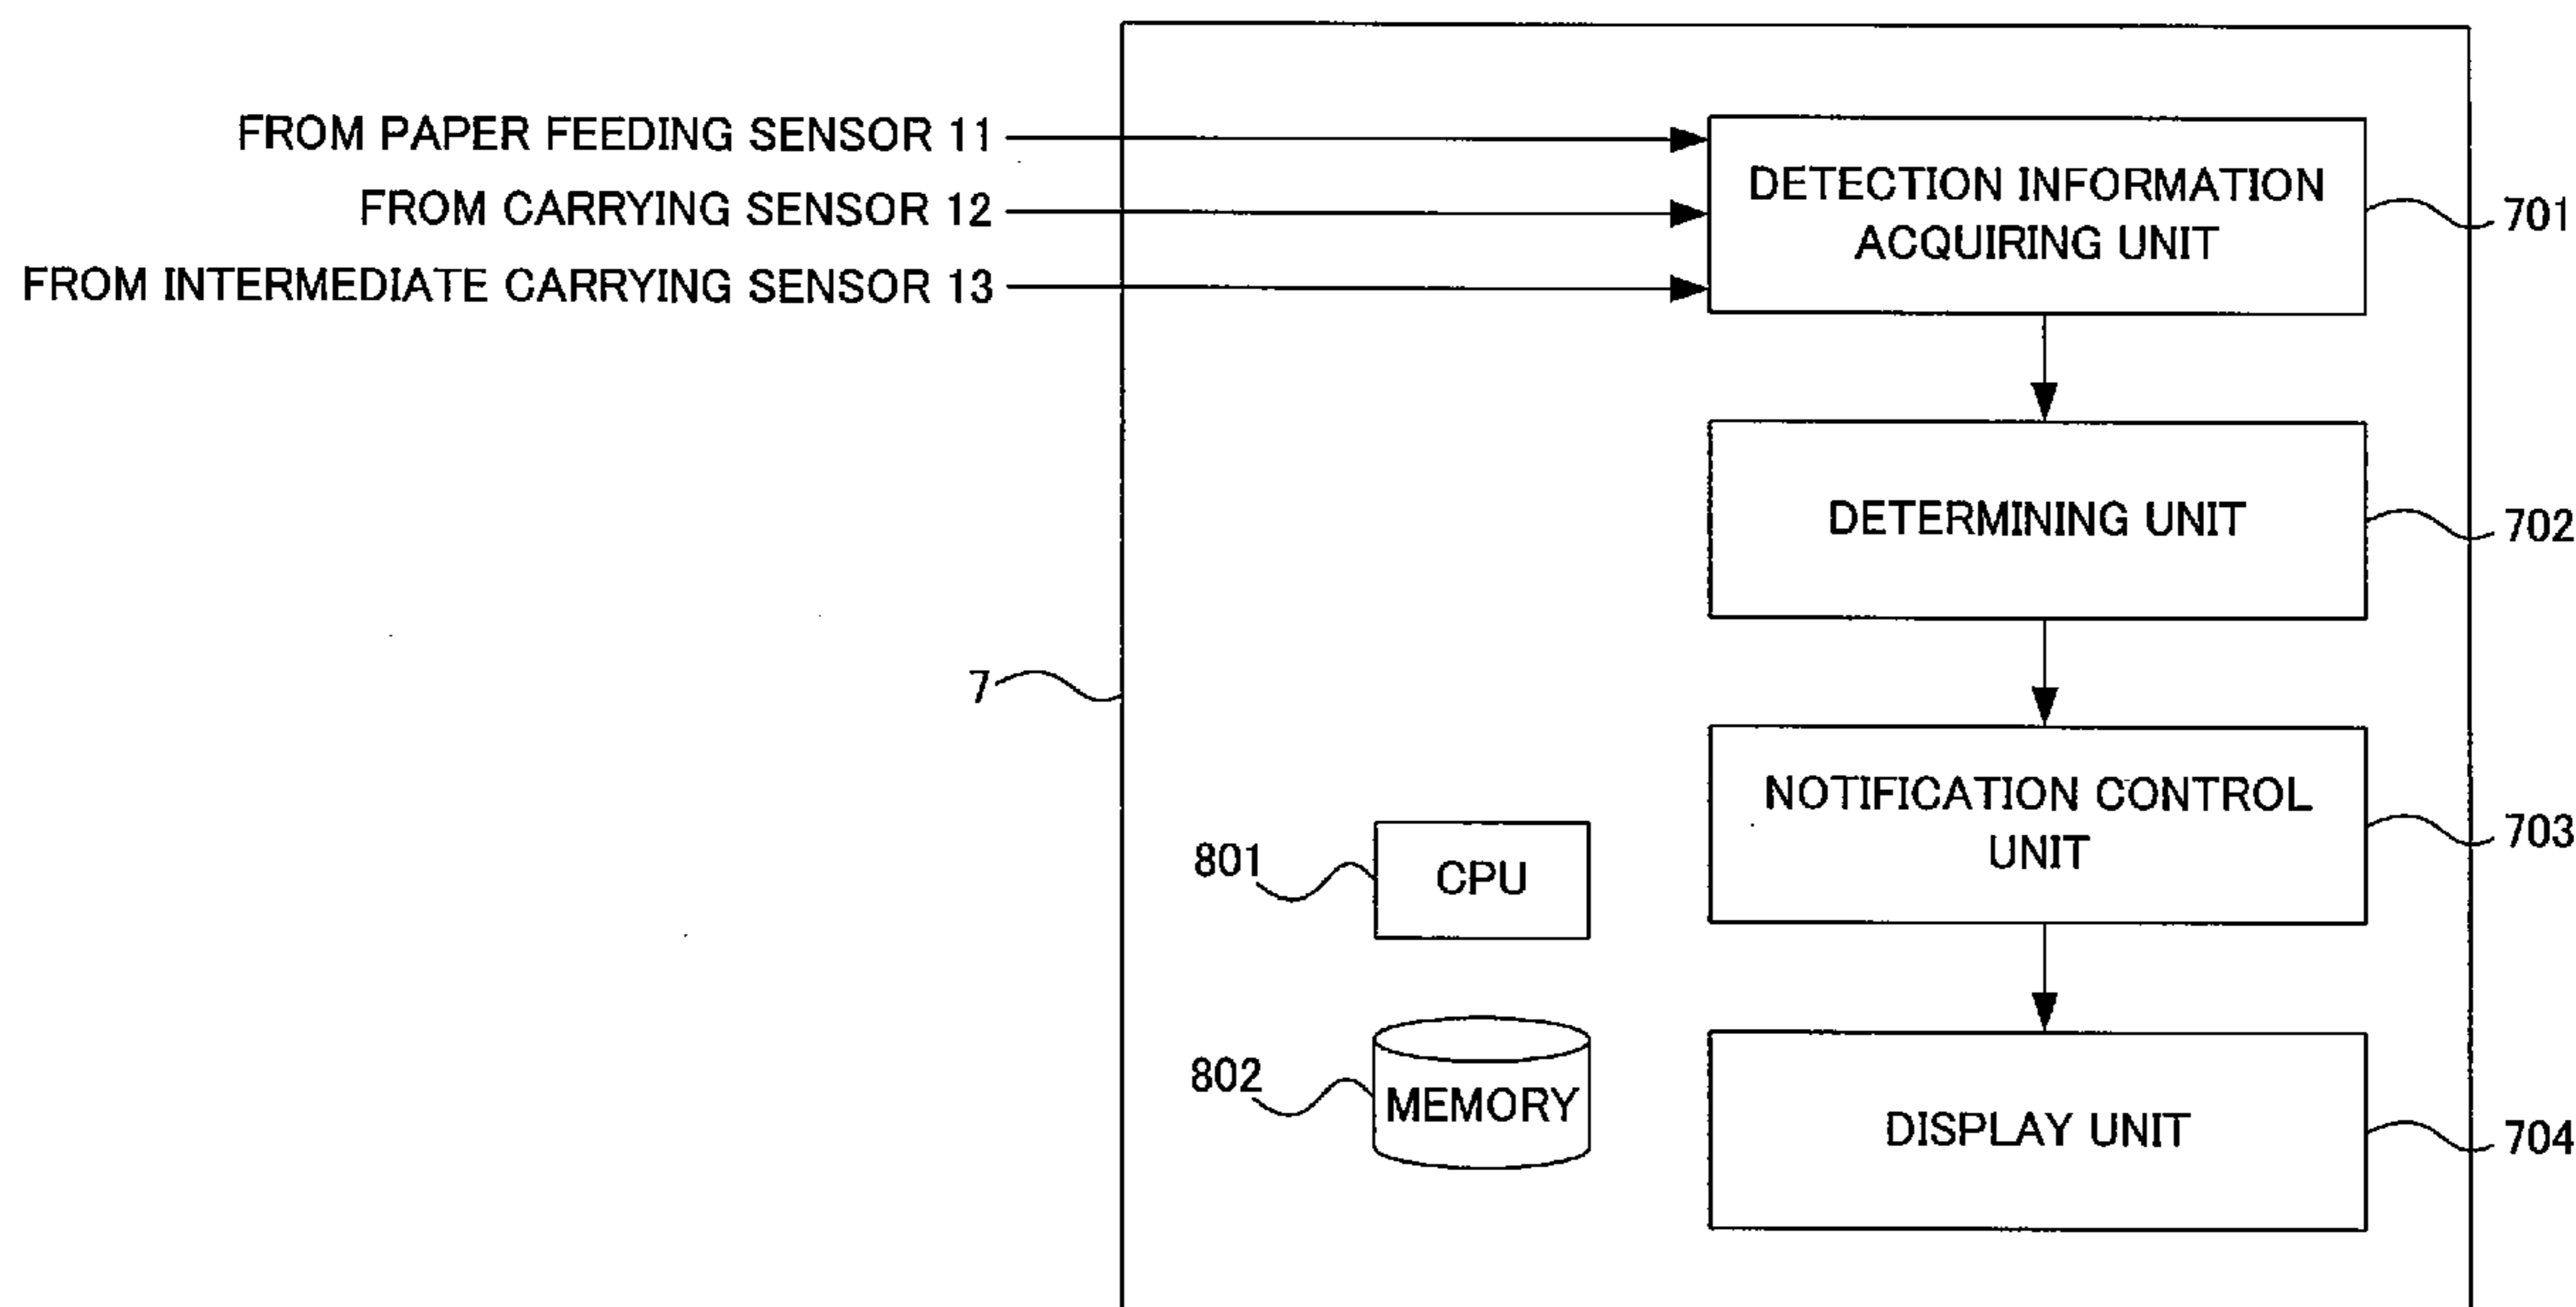 FROM PAPER FEEDING SENSOR 11
FROM CARRYING SENSOR 12
FROM INTERMEDIATE CARRYING SENSOR 13
DETECTION INFORMATION
ACQUIRING UNIT
701
DETERMINING UNIT
702
7
NOTIFICATION CONTROL
UNIT
703
801
CPU
802
MEMORY
DISPLAY UNIT
704